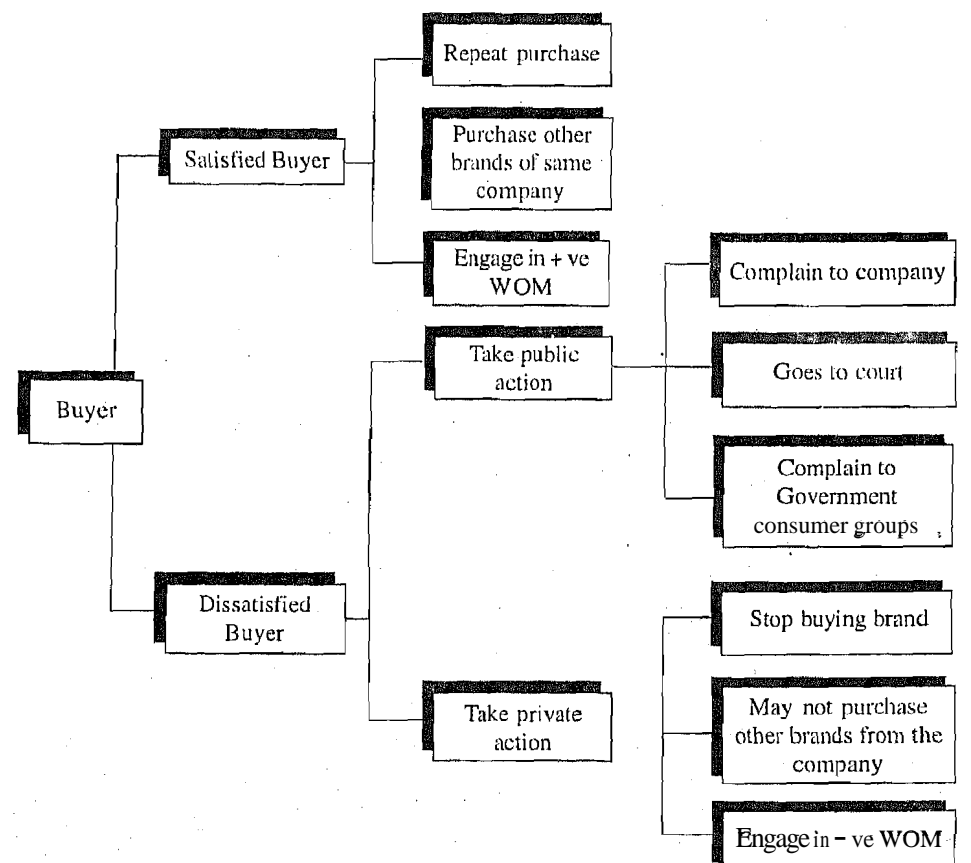 Repeat purchase
Purchase other
brands of same
company
Satisfied Buyer
Engage in + ve
WOM
Complain to company
Take public
action
Goes to court
Buyer
Complain to
Government
consumer groups
Dissatisfied
Buyer
Stop buying brand
Take private
action
May not purchase
other brands from the
company
Engage in – ve WOM